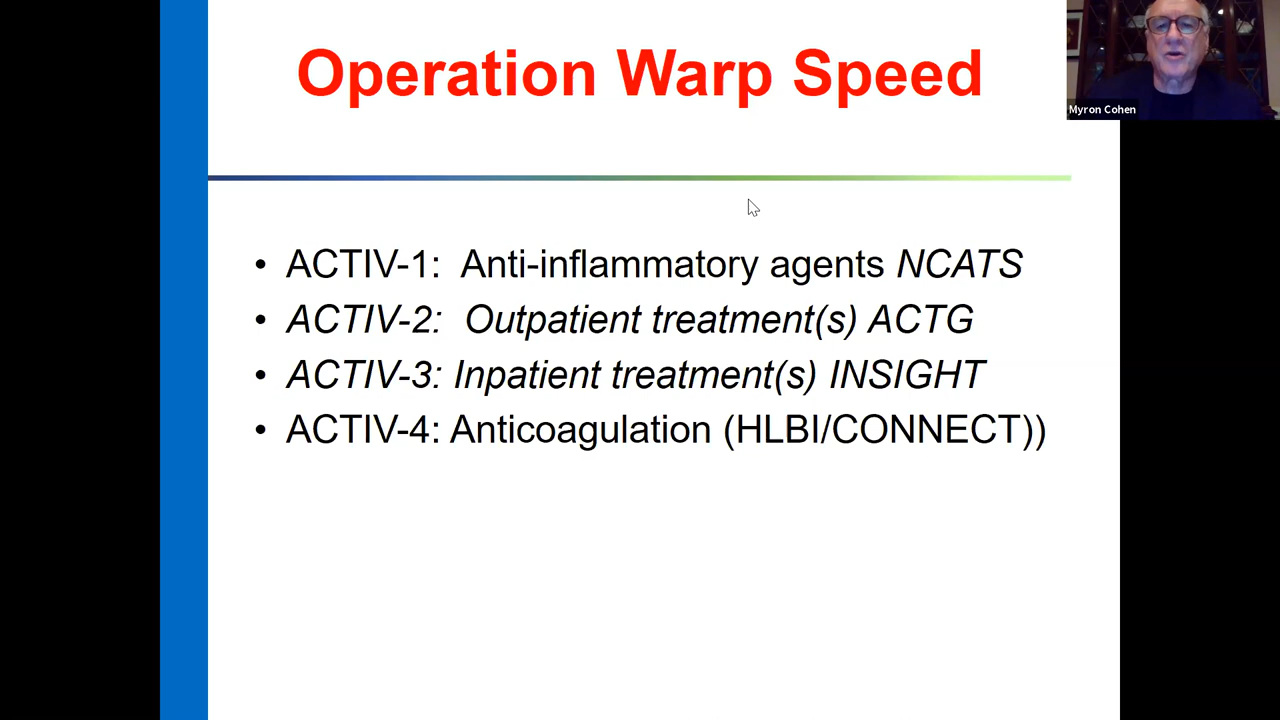 Operation Warp Speed
Myron Cohen
• ACTIV-1: Anti-inflammatory agents NCATS
• ACTIV-2: Outpatient treatment(s) ACTG
• ACTIV-3: Inpatient treatment(s) INSIGHT
• ACTIV-4: Anticoagulation (HLBI/CONNECT))